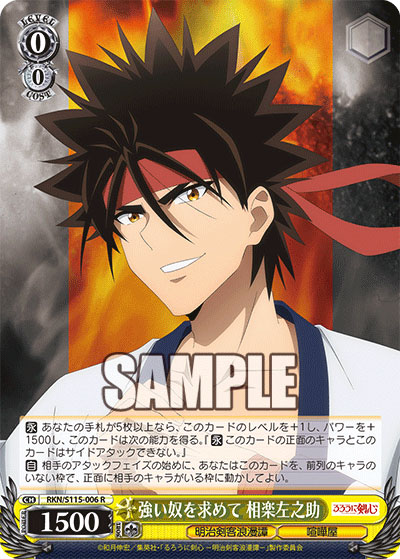 LEVEL
0
0
COST
SAMPLE
永 あなたの手札が5枚以上なら、このカードのレベルを+1し、パワーを+
1500し、このカードは次の能力を得る。『永 このカードの正面のキャラとこのカード
はサイドアタックできない。』
自 相手のアタックフェイズの始めに、あなたはこのカードを、前列のキャラの
いない枠で、正面に相手のキャラがいる枠に動かしてよい。
CH RKN/S115-006 R
POWER
1500
SOUL
強い奴を求めて 相楽左之助
るろうに剣心
明治剣客浪漫譚
喧嘩屋
©和月伸宏/集英社・「るろうに剣心 -明治剣客浪漫譚-」製作委員会